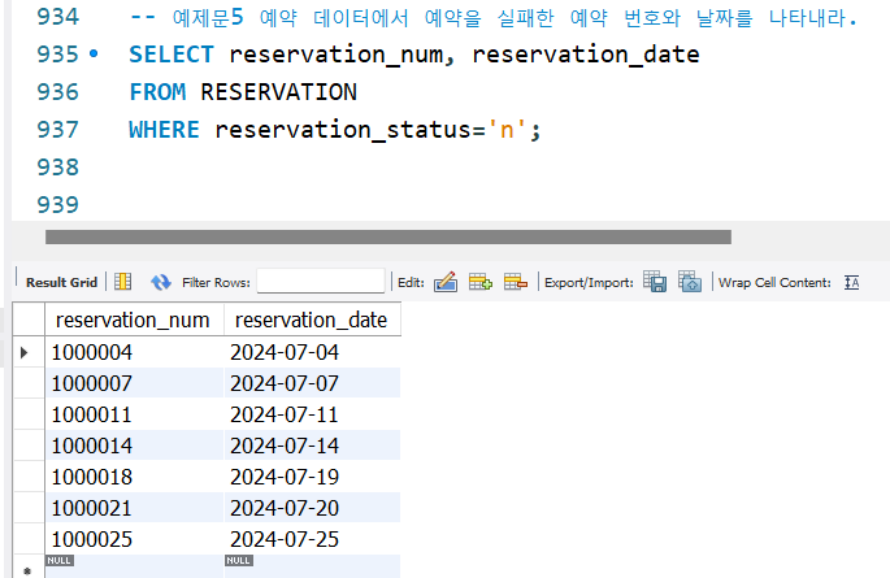 934 -- 예제문5 예약 데이터에서 예약을 실패한 예약 번호와 날짜를 나타내라.
935 SELECT reservation_num, reservation_date
936 FROM RESERVATION
937 WHERE reservation_status='n';
938
939
Result Grid Filter Rows: Edit: Export/Import: Wrap Cell Content: IA
reservation_num reservation_date
1000004 2024-07-04
1000007 2024-07-07
1000011 2024-07-11
1000014 2024-07-14
1000018 2024-07-19
1000021 2024-07-20
1000025 2024-07-25
NULL NULL